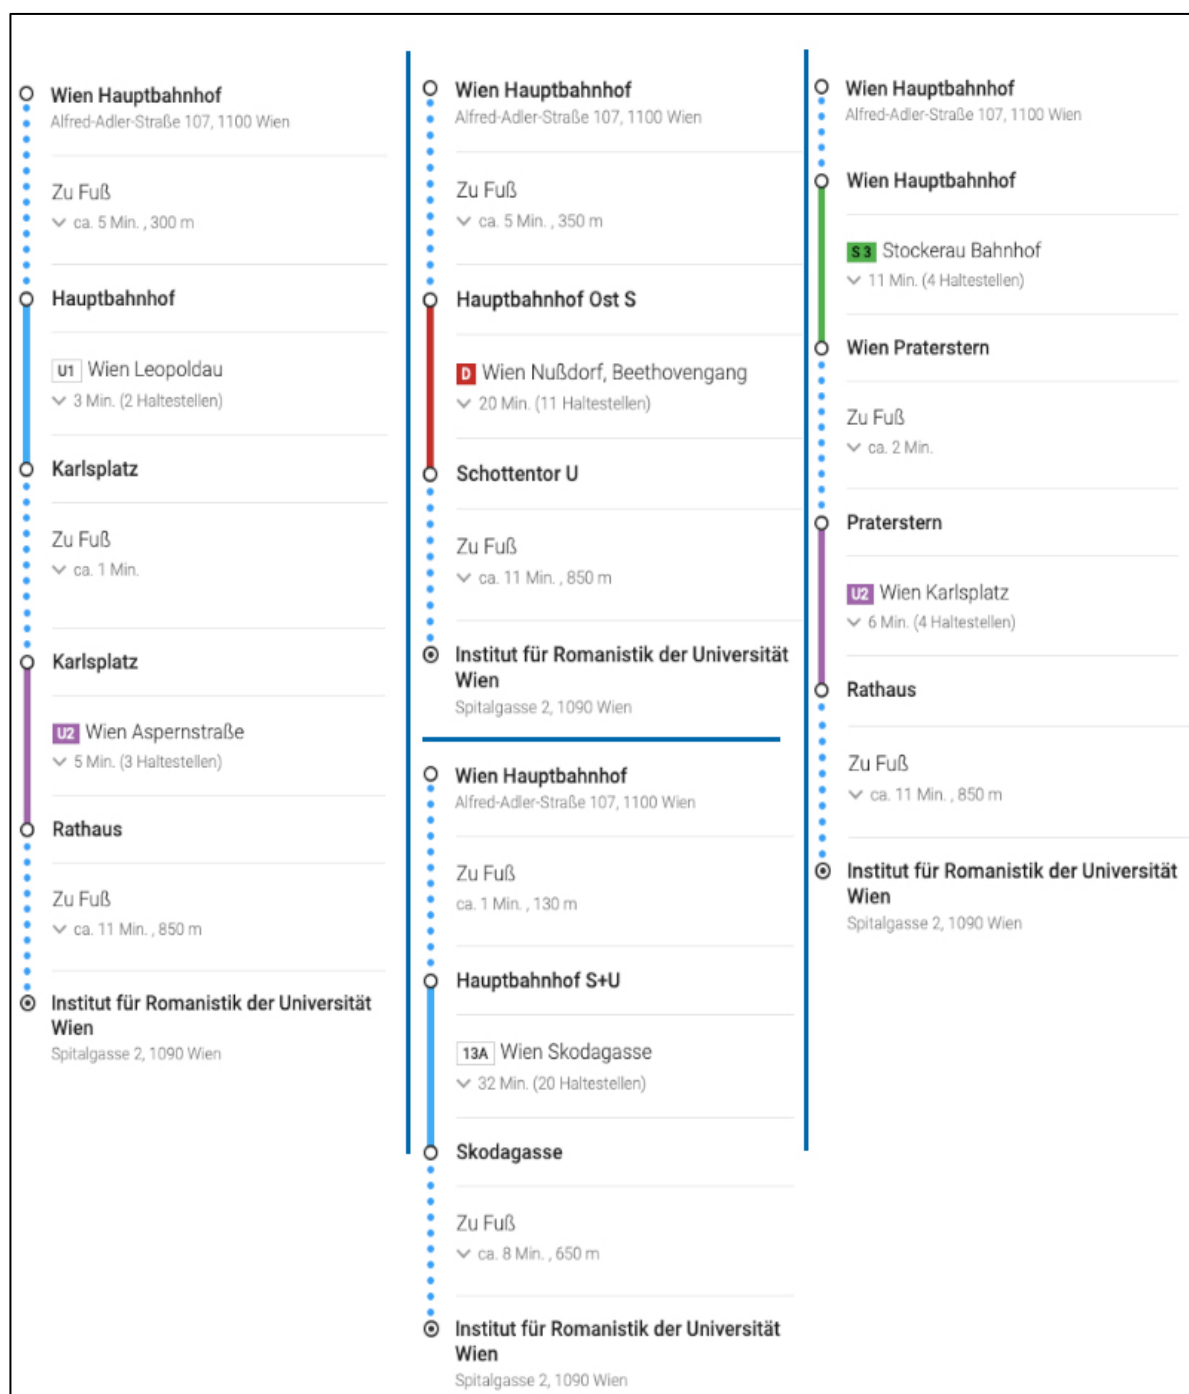 Wien Hauptbahnhof
Alfred-Adler-Straße 107, 1100 Wien
Zu Fuß
ca. 5 Min. , 300 m
Hauptbahnhof
U1 Wien Leopoldau
3 Min. (2 Haltestellen)
Karlsplatz
Zu Fuß
ca. 1 Min.
Karlsplatz
U2 Wien Aspernstraße
5 Min. (3 Haltestellen)
Rathaus
Zu Fuß
ca. 11 Min. , 850 m
Institut für Romanistik der Universität
Wien
Spitalgasse 2, 1090 Wien
Wien Hauptbahnhof
Alfred-Adler-Straße 107, 1100 Wien
Zu Fuß
ca. 5 Min. , 350 m
Hauptbahnhof Ost S
D Wien Nußdorf, Beethovengang
20 Min. (11 Haltestellen)
Schottentor U
Zu Fuß
ca. 11 Min. , 850 m
Institut für Romanistik der Universität
Wien
Spitalgasse 2, 1090 Wien
Wien Hauptbahnhof
Alfred-Adler-Straße 107, 1100 Wien
Zu Fuß
ca. 1 Min. , 130 m
Hauptbahnhof S+U
13A Wien Skodagasse
32 Min. (20 Haltestellen)
Skodagasse
Zu Fuß
ca. 8 Min. , 650 m
Institut für Romanistik der Universität
Wien
Spitalgasse 2, 1090 Wien
Wien Hauptbahnhof
Alfred-Adler-Straße 107, 1100 Wien
Wien Hauptbahnhof
S 3 Stockerau Bahnhof
11 Min. (4 Haltestellen)
Wien Praterstern
Zu Fuß
ca. 2 Min.
Praterstern
U2 Wien Karlsplatz
6 Min. (4 Haltestellen)
Rathaus
Zu Fuß
ca. 11 Min. , 850 m
Institut für Romanistik der Universität
Wien
Spitalgasse 2, 1090 Wien